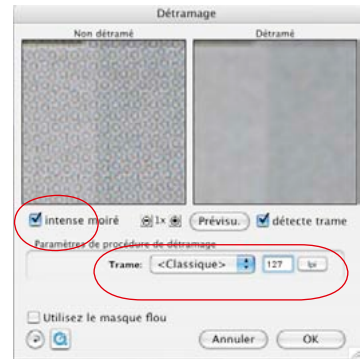 Détramage
Non détramé Détramé
intense moiré 1x Prévisu. détecte trame
Paramètres de procédure de détramage
Trame: <Classique> 127 lpi
Utilisez le masque flou
Annuler OK